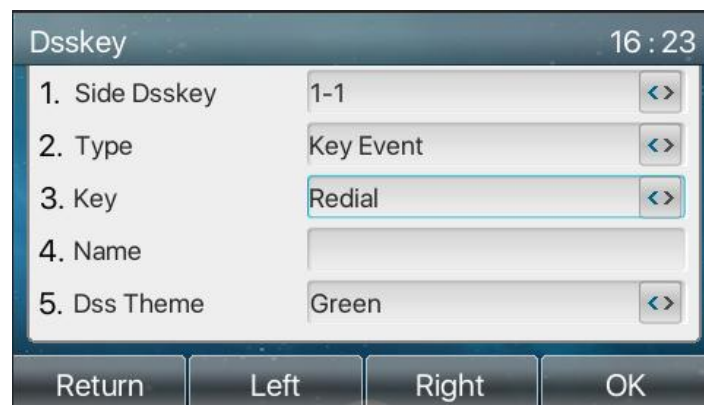 Dsskey 16 : 23
1. Side Dsskey 1-1 <>
2. Type Key Event <>
3. Key Redial <>
4. Name
5. Dss Theme Green <>
Return Left Right OK